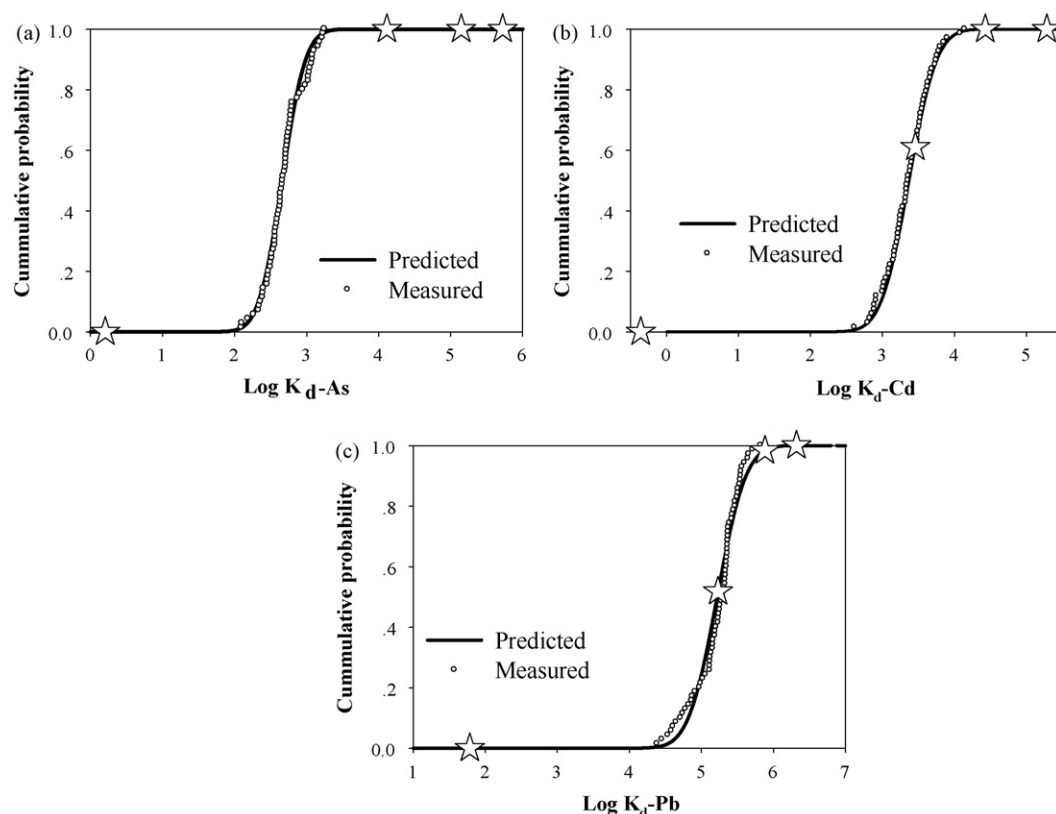 (a)
1.0
.8
.6
.4
.2
0.0
Cummulative probability
Predicted
Measured
0 1 2 3 4 5 6
Log K d-As
(b)
1.0
.8
.6
.4
.2
0.0
Cummulative probability
Predicted
Measured
0 1 2 3 4 5
Log Kd-Cd
(c)
1.0
.8
.6
.4
.2
0.0
Cummulative probability
Predicted
Measured
1 2 3 4 5 6 7
Log Kd-Pb